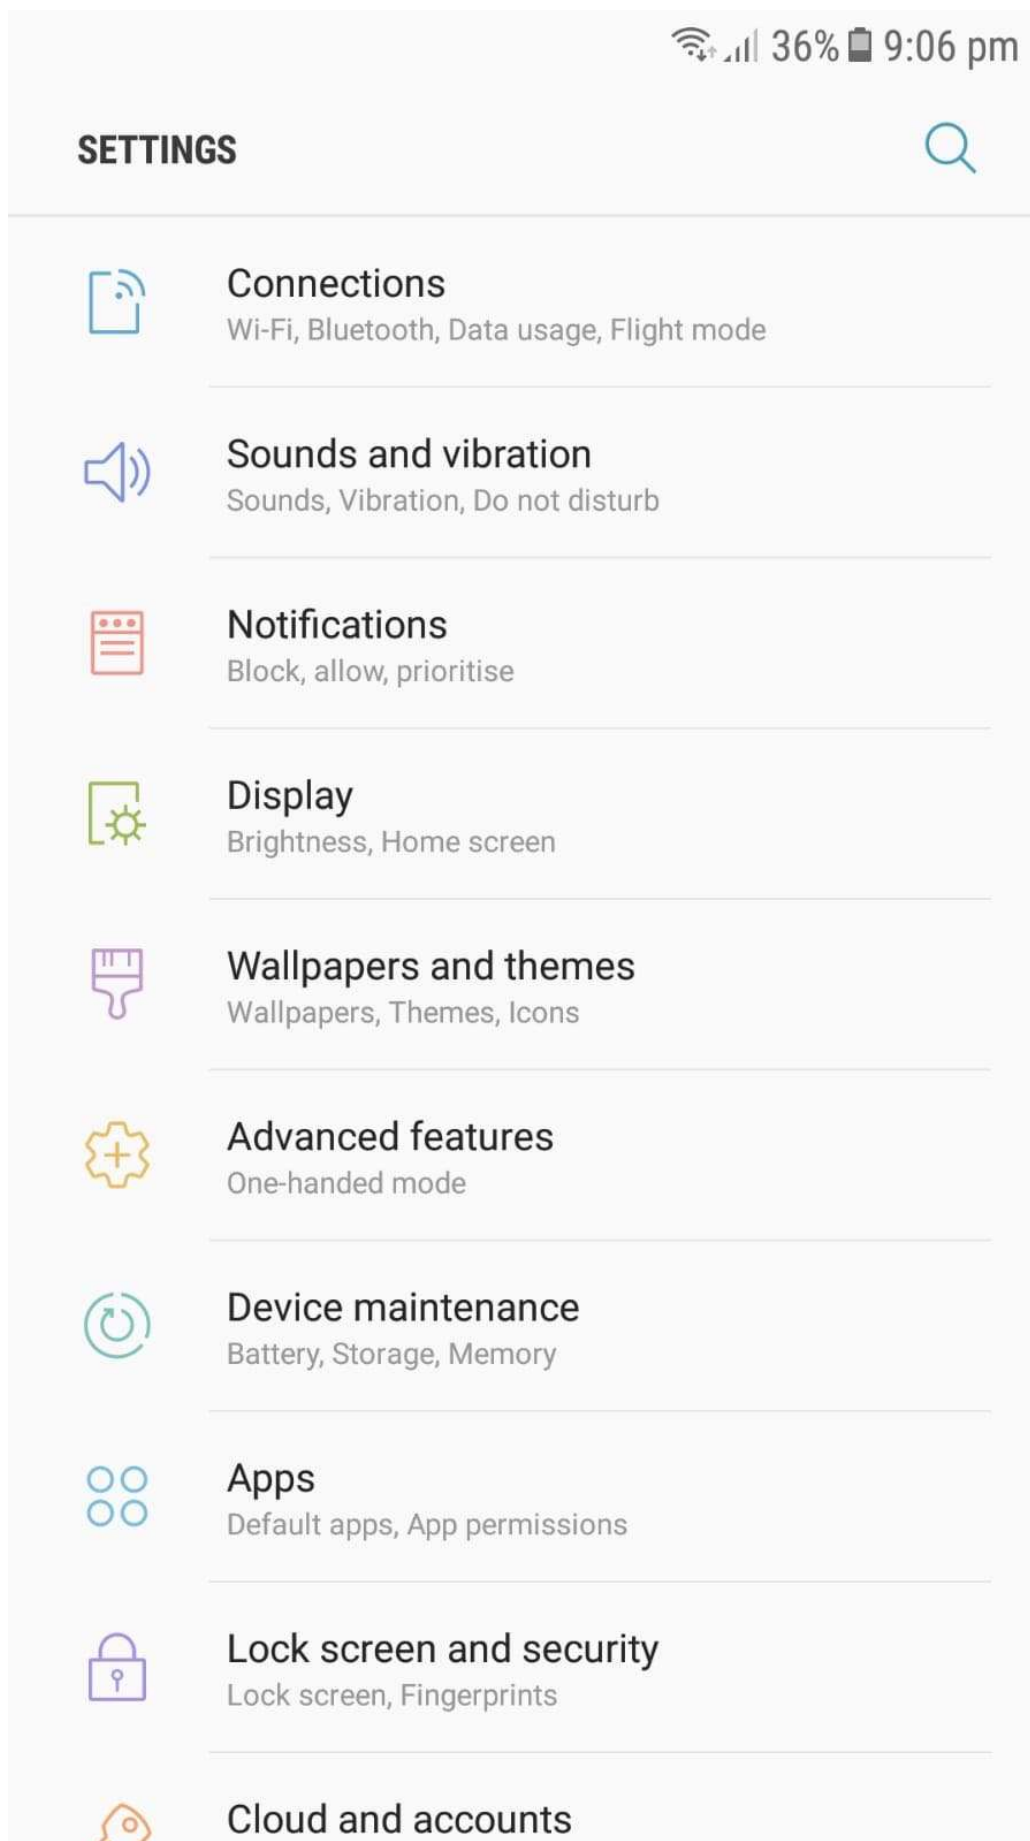 36% 9:06 pm
SETTINGS
Connections
Wi-Fi, Bluetooth, Data usage, Flight mode
Sounds and vibration
Sounds, Vibration, Do not disturb
Notifications
Block, allow, prioritise
Display
Brightness, Home screen
Wallpapers and themes
Wallpapers, Themes, Icons
Advanced features
One-handed mode
Device maintenance
Battery, Storage, Memory
Apps
Default apps, App permissions
Lock screen and security
Lock screen, Fingerprints
Cloud and accounts